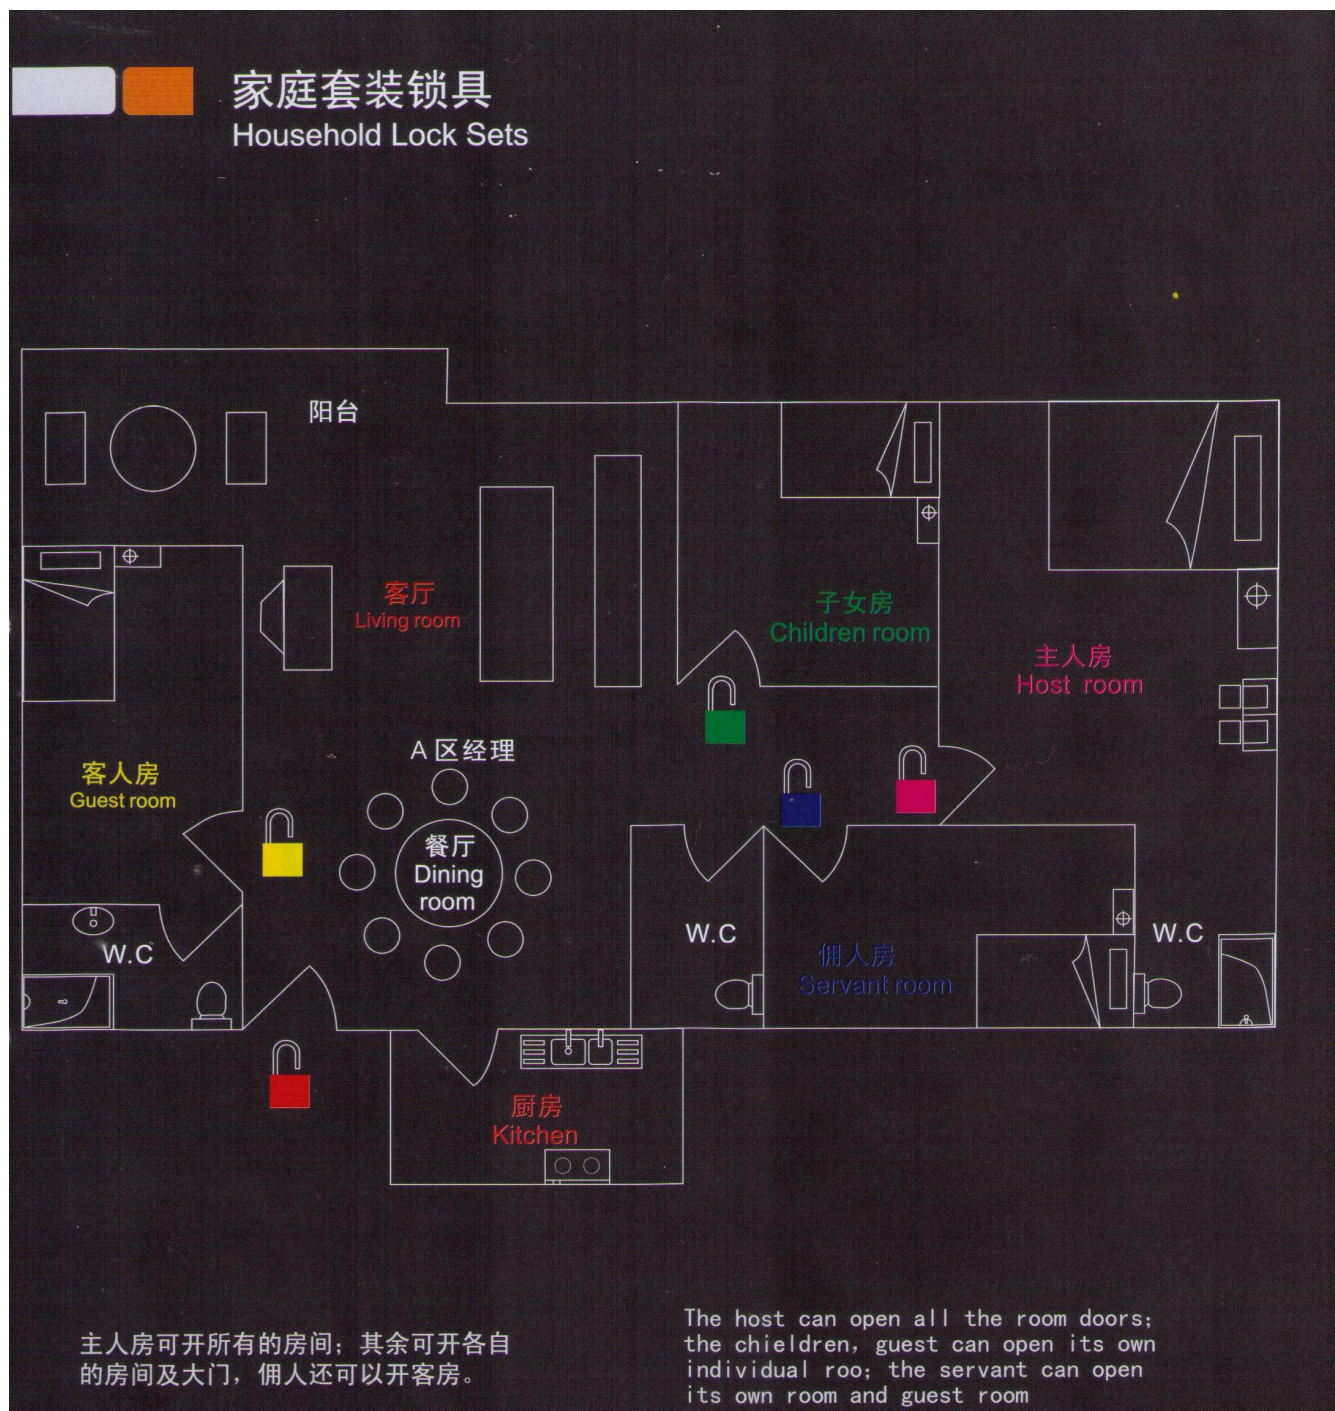 家庭套装锁具
Household Lock Sets
阳台
客厅
Living room
子女房
Children room
主人房
Host room
A 区经理
客人房
Guest room
餐厅
Dining
room
W.C
W.C
佣人房
Servant room
W.C
厨房
Kitchen
主人房可开所有的房间；其余可开各自
的房间及大门，佣人还可以开客房。
The host can open all the room doors;
the chieldren, guest can open its own
individual roo; the servant can open
its own room and guest room